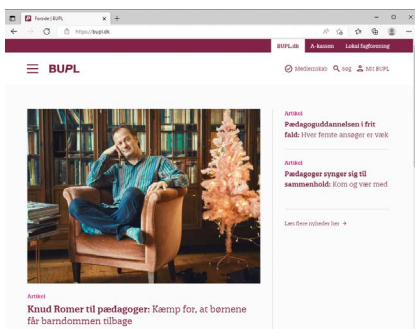 Forside | BUPL
https://bupl.dk
BUPL.dk A-kassen Lokal fagforening
BUPL
Medlemskab Søg Mit BUPL
Artikel
Pædagoguddannelsen i frit
fald: Hver femte ansøger er væk
Artikel
Pædagoger synger sig til
sammenhold: Kom og vær med
Læs flere nyheder her →
Artikel
Knud Romer til pædagoger: Kæmp for, at børnene
får barndommen tilbage